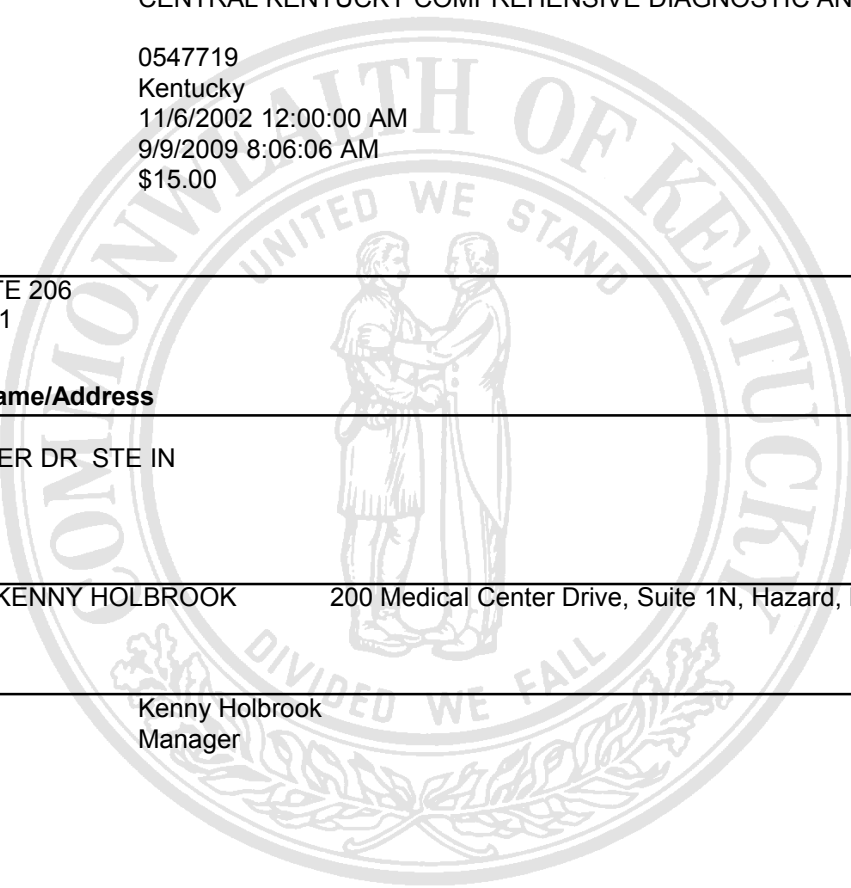 CENTRAL KENTUCKY COMPREHENSIVE DIAGNOSTIC AN
0547719
Kentucky
11/6/2002 12:00:00 AM
9/9/2009 8:06:06 AM
$15.00
COMMONWEALTH OF KENTUCKY
UNITED WE STAND
TE 206
1
ame/Address
ER DR STE IN
KENNY HOLBROOK 200 Medical Center Drive, Suite 1N, Hazard,
DIVIDED WE FALL
Kenny Holbrook
Manager